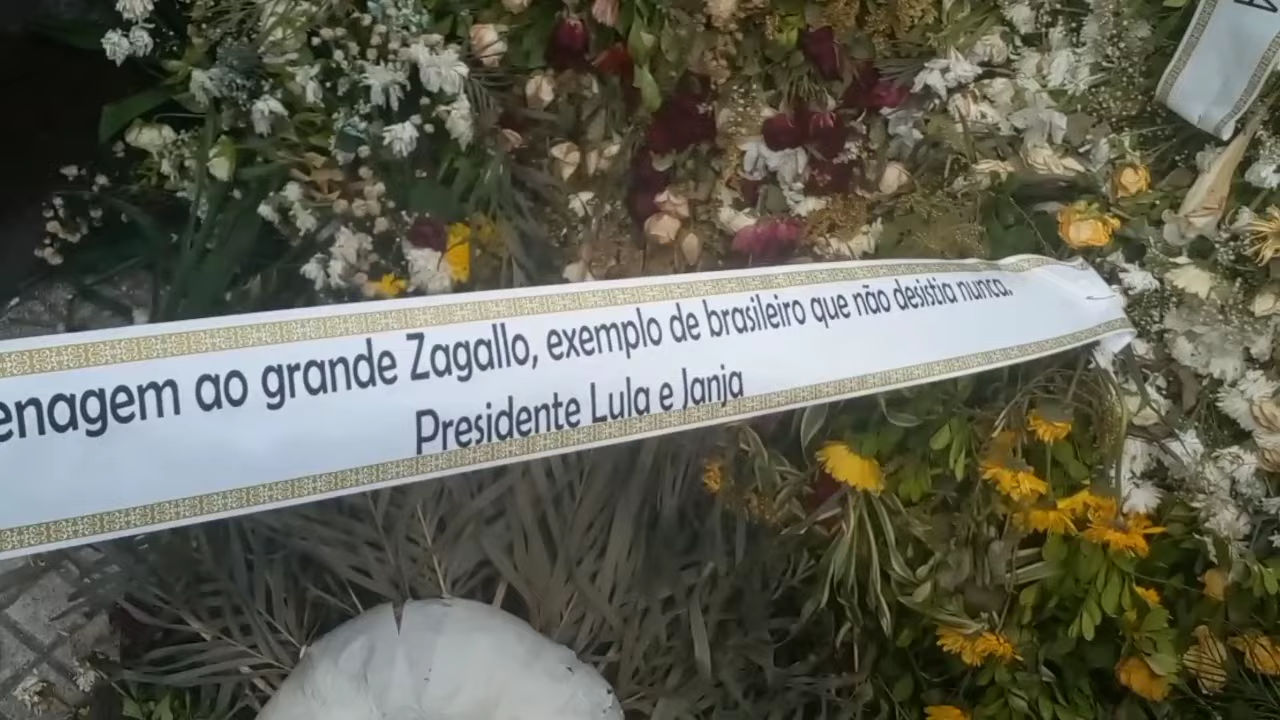 enagem ao grande Zagallo, exemplo de brasileiro que não desistia nunca.
Presidente Lula e Janja